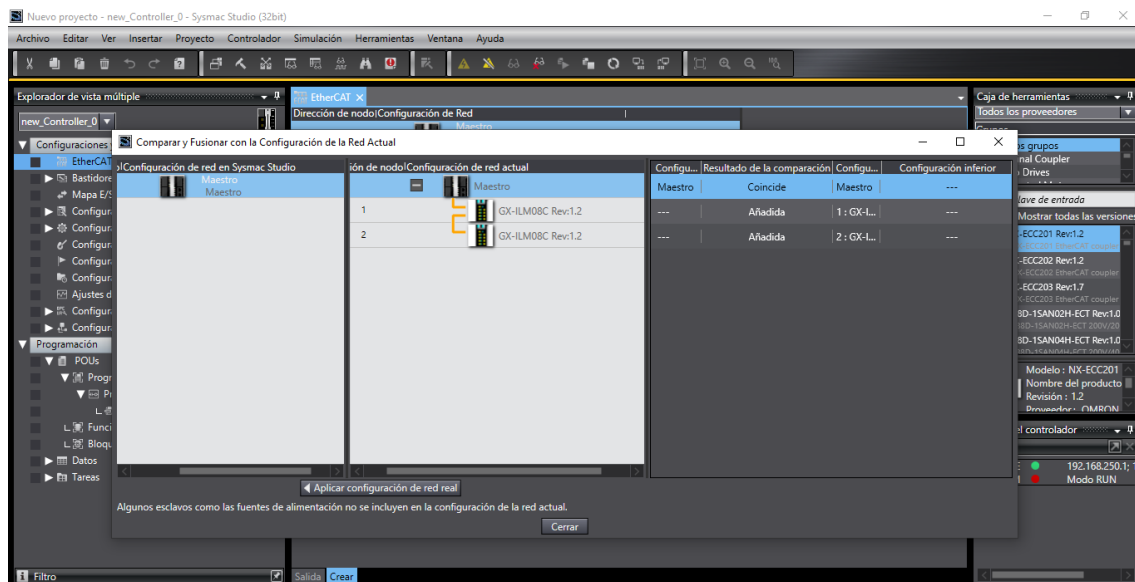 Nuevo proyecto - new_Controller_0 - Sysmac Studio (32bit)
Archivo Editar Ver Insertar Proyecto Controlador Simulación Herramientas Ventana Ayuda
Explorador de vista múltiple
new_Controller_0
Configuraciones
EtherCAT
Bastidore
Mapa E/S
Configur
Configur
Configur
Configur
Configur
Ajustes d
Configur
Configur
Programación
POUs
Progr
Pr
Funci
Bloqu
Datos
Tareas
Filtro
EtherCAT
Dirección de nodo|Configuración de Red
Maestro
Comparar y Fusionar con la Configuración de la Red Actual
o|Configuración de red en Sysmac Studio
Maestro
Maestro
ión de nodo|Configuración de red actual
Maestro
1 GX-ILM08C Rev:1.2
2 GX-ILM08C Rev:1.2
Configu... Resultado de la comparación Configu... Configuración inferior
Maestro Coincide Maestro ---
--- Añadida 1 : GX-I... ---
--- Añadida 2 : GX-I... ---
Aplicar configuración de red real
Algunos esclavos como las fuentes de alimentación no se incluyen en la configuración de la red actual.
Cerrar
Salida Crear
Caja de herramientas
Todos los proveedores
Grupos
os grupos
nal Coupler
Drives
lave de entrada
Mostrar todas las versiones
-ECC201 Rev:1.2
-ECC201 EtherCAT coupler
-ECC202 Rev:1.2
X-ECC202 EtherCAT coupler
-ECC203 Rev:1.7
X-ECC203 EtherCAT coupler
8D-1SAN02H-ECT Rev:1.0
8D-1SAN02H-ECT 200V/20
8D-1SAN04H-ECT Rev:1.0
Modelo : NX-ECC201
Nombre del producto
Revisión : 1.2
Proveedor : OMRON
el controlador
192.168.250.1; 1
Modo RUN